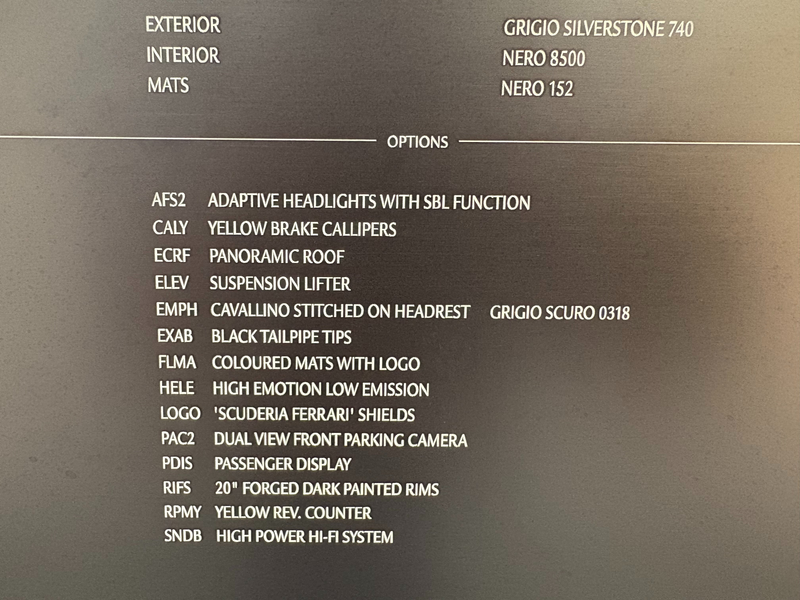 EXTERIOR GRIGIO SILVERSTONE 740
INTERIOR NERO 8500
MATS NERO 152
OPTIONS
AFS2 ADAPTIVE HEADLIGHTS WITH SBL FUNCTION
CALY YELLOW BRAKE CALLIPERS
ECRF PANORAMIC ROOF
ELEV SUSPENSION LIFTER
EMPH CAVALLINO STITCHED ON HEADREST GRIGIO SCURO 0318
EXAB BLACK TAILPIPE TIPS
FLMA COLOURED MATS WITH LOGO
HELE HIGH EMOTION LOW EMISSION
LOGO 'SCUDERIA FERRARI' SHIELDS
PAC2 DUAL VIEW FRONT PARKING CAMERA
PDIS PASSENGER DISPLAY
RIFS 20" FORGED DARK PAINTED RIMS
RPMY YELLOW REV. COUNTER
SNDB HIGH POWER HI-FI SYSTEM